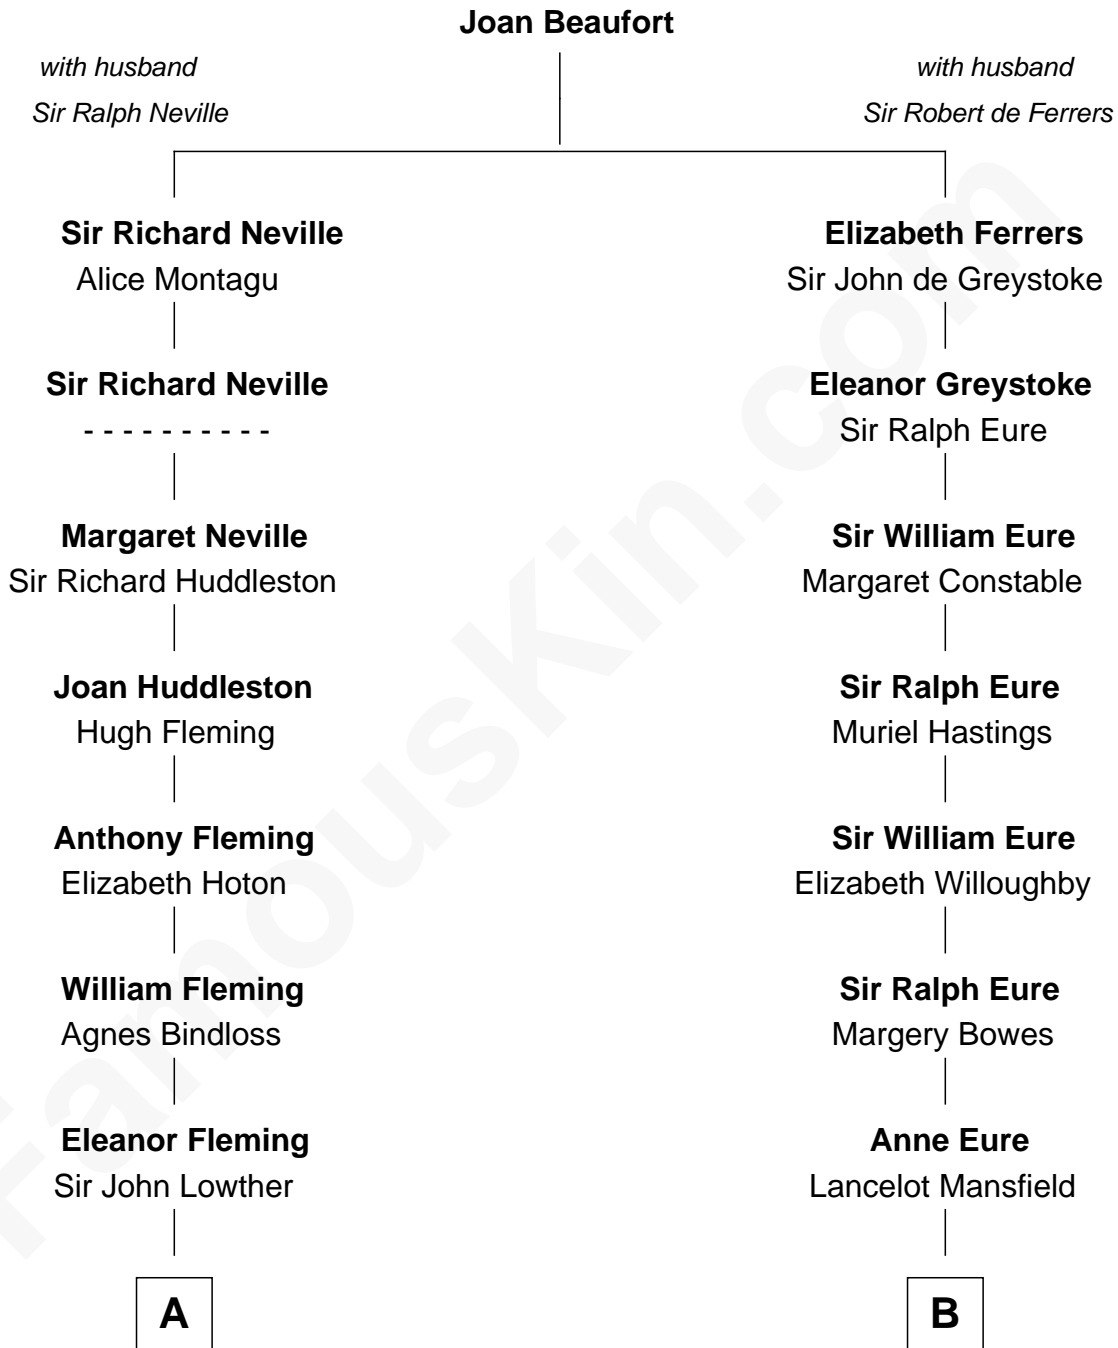 Joan Beaufort
with husband
Sir Ralph Neville
with husband
Sir Robert de Ferrers
Sir Richard Neville
Alice Montagu
Elizabeth Ferrers
Sir John de Greystoke
Sir Richard Neville
- - - - - - - - - -
Eleanor Greystoke
Sir Ralph Eure
Margaret Neville
Sir Richard Huddleston
Sir William Eure
Margaret Constable
Joan Huddleston
Hugh Fleming
Sir Ralph Eure
Muriel Hastings
Anthony Fleming
Elizabeth Hoton
Sir William Eure
Elizabeth Willoughby
William Fleming
Agnes Bindloss
Sir Ralph Eure
Margery Bowes
Eleanor Fleming
Sir John Lowther
Anne Eure
Lancelot Mansfield
A
B
FamousKin.com